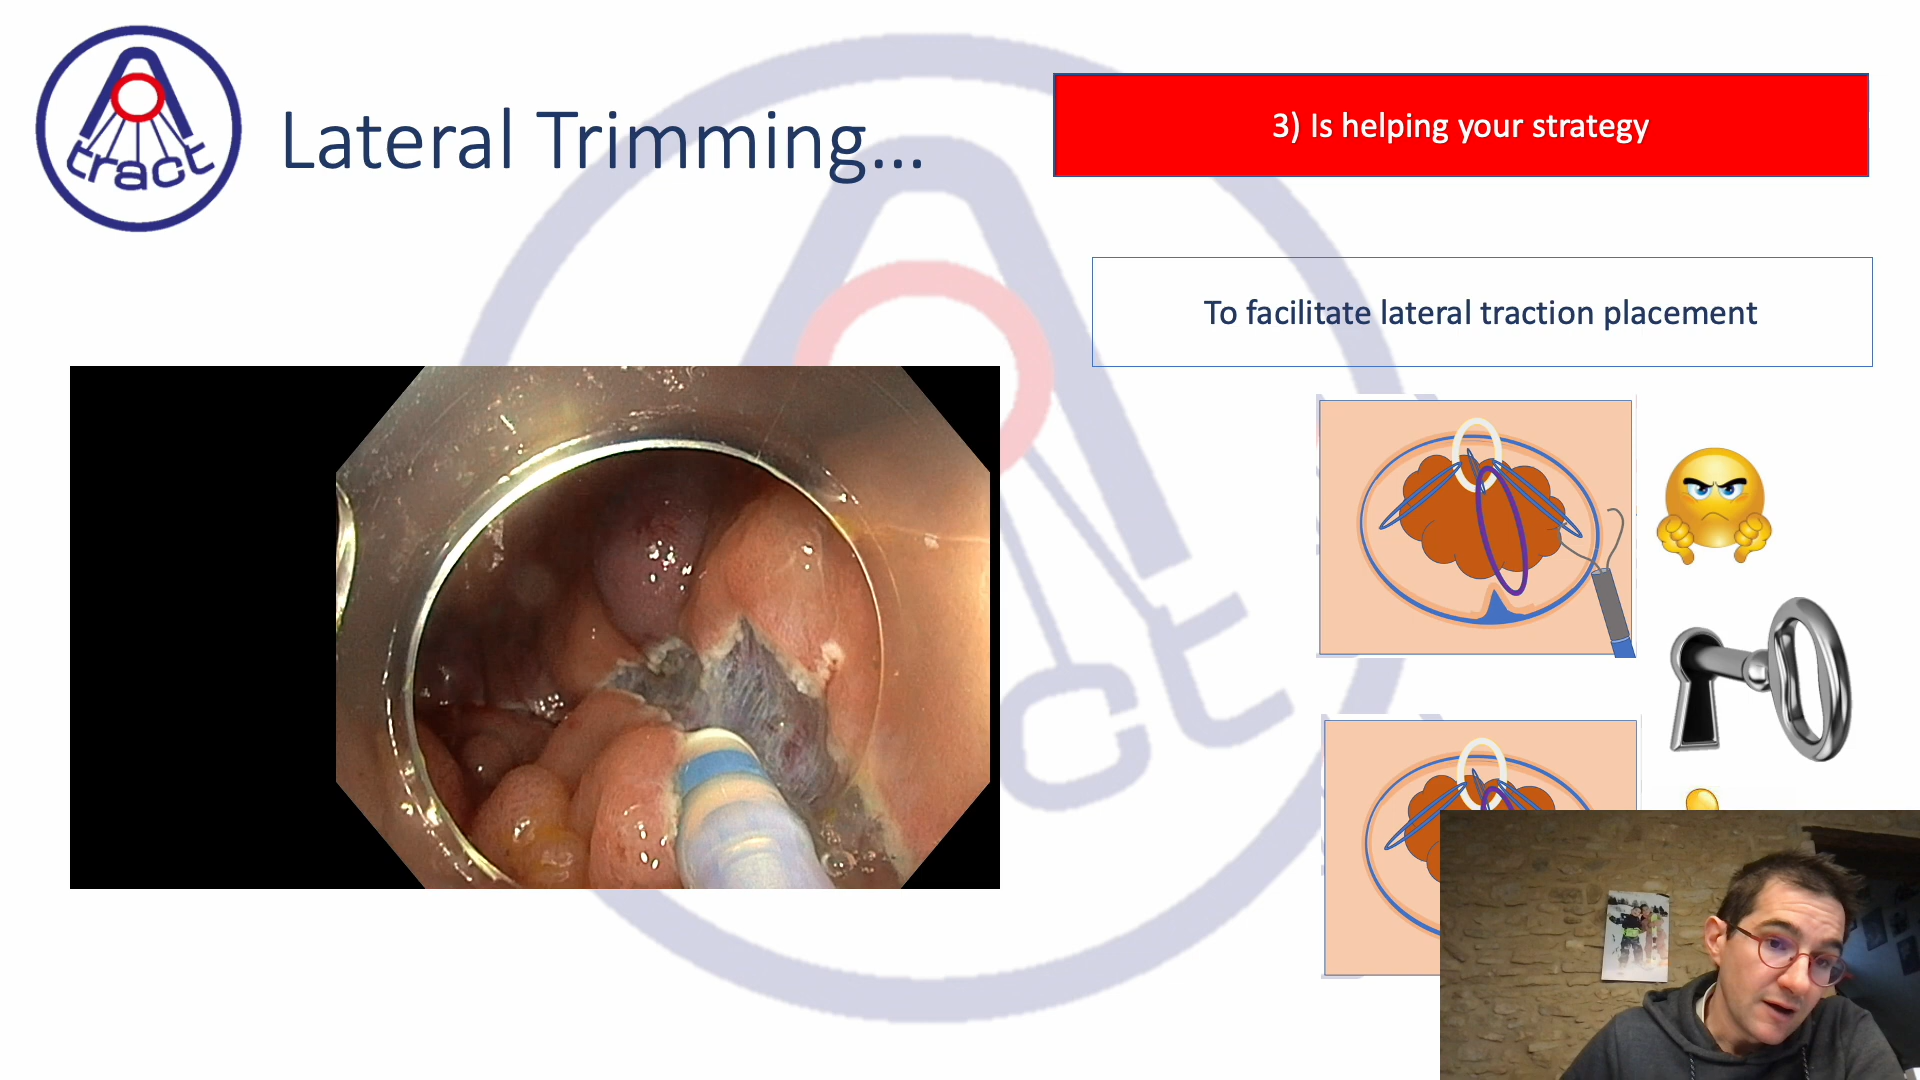 tract
Lateral Trimming...
3) Is helping your strategy
To facilitate lateral traction placement